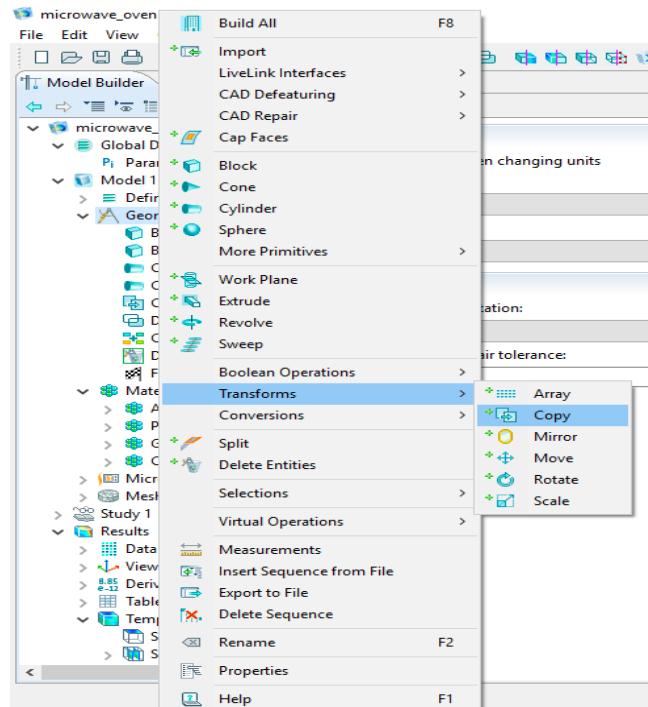 microwave_oven
File Edit View
Model Builder
microwave_
Global D
Pi Parar
Model 1
Defir
Geor
B
B
C
C
C
D
C
D
F
Mate
A
P
G
C
Micr
Mesh
Study 1
Results
Data
View
8.85
e-12 Deriv
Table
Temp
S
S
Build All F8
Import
LiveLink Interfaces
CAD Defeaturing
CAD Repair
Cap Faces
Block
Cone
Cylinder
Sphere
More Primitives
Work Plane
Extrude
Revolve
Sweep
Boolean Operations
Transforms
Conversions
Split
Delete Entities
Selections
Virtual Operations
Measurements
Insert Sequence from File
Export to File
Delete Sequence
Rename F2
Properties
Help F1
Array
Copy
Mirror
Move
Rotate
Scale
en changing units
tation:
air tolerance: